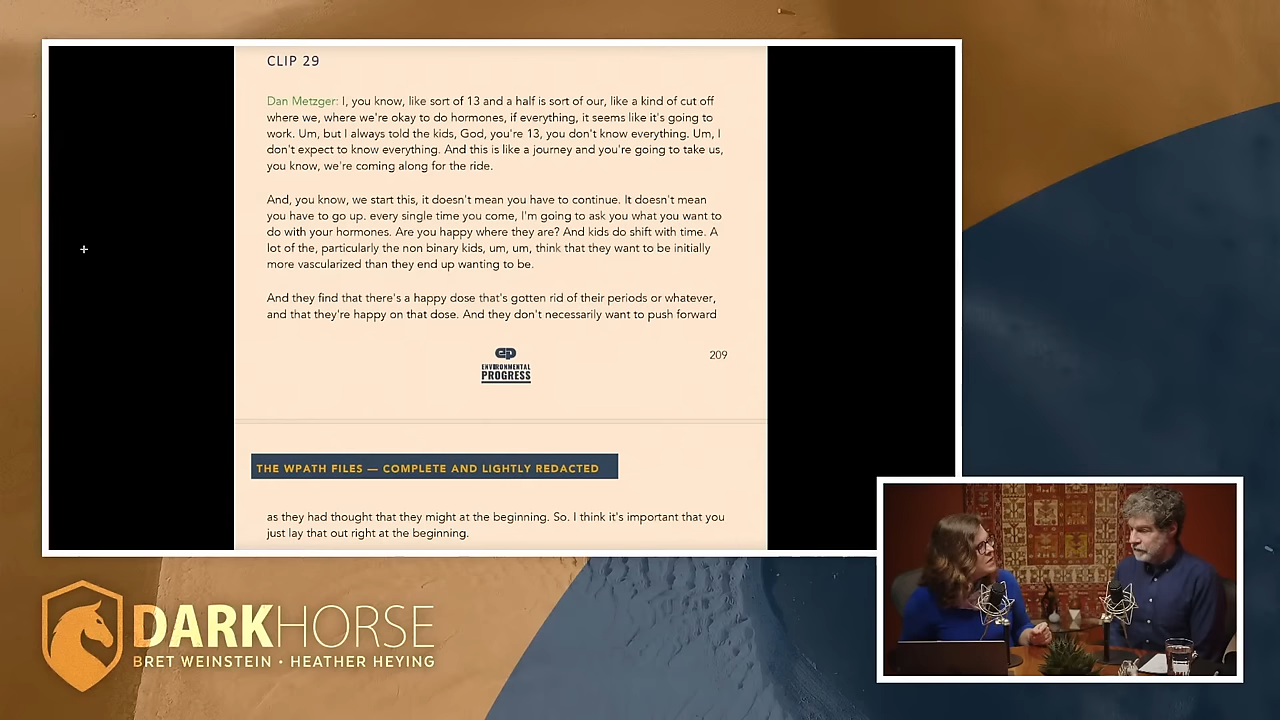 CLIP 29
Dan Metzger: I, you know, like sort of 13 and a half is sort of our, like a kind of cut off
where we, where we're okay to do hormones, if everything, it seems like it's going to
work. Um, but I always told the kids, God, you're 13, you don't know everything. Um, I
don't expect to know everything. And this is like a journey and you're going to take us,
you know, we're coming along for the ride.
And, you know, we start this, it doesn't mean you have to continue. It doesn't mean
you have to go up. every single time you come, I'm going to ask you what you want to
do with your hormones. Are you happy where they are? And kids do shift with time. A
lot of the, particularly the non binary kids, um, um, think that they want to be initially
more vascularized than they end up wanting to be.
And they find that there's a happy dose that's gotten rid of their periods or whatever,
and that they're happy on that dose. And they don't necessarily want to push forward
ep
ENVIRONMENTAL
PROGRESS
209
THE WPATH FILES — COMPLETE AND LIGHTLY REDACTED
as they had thought that they might at the beginning. So. I think it's important that you
just lay that out right at the beginning.
DARKHORSE
BRET WEINSTEIN • HEATHER HEYING